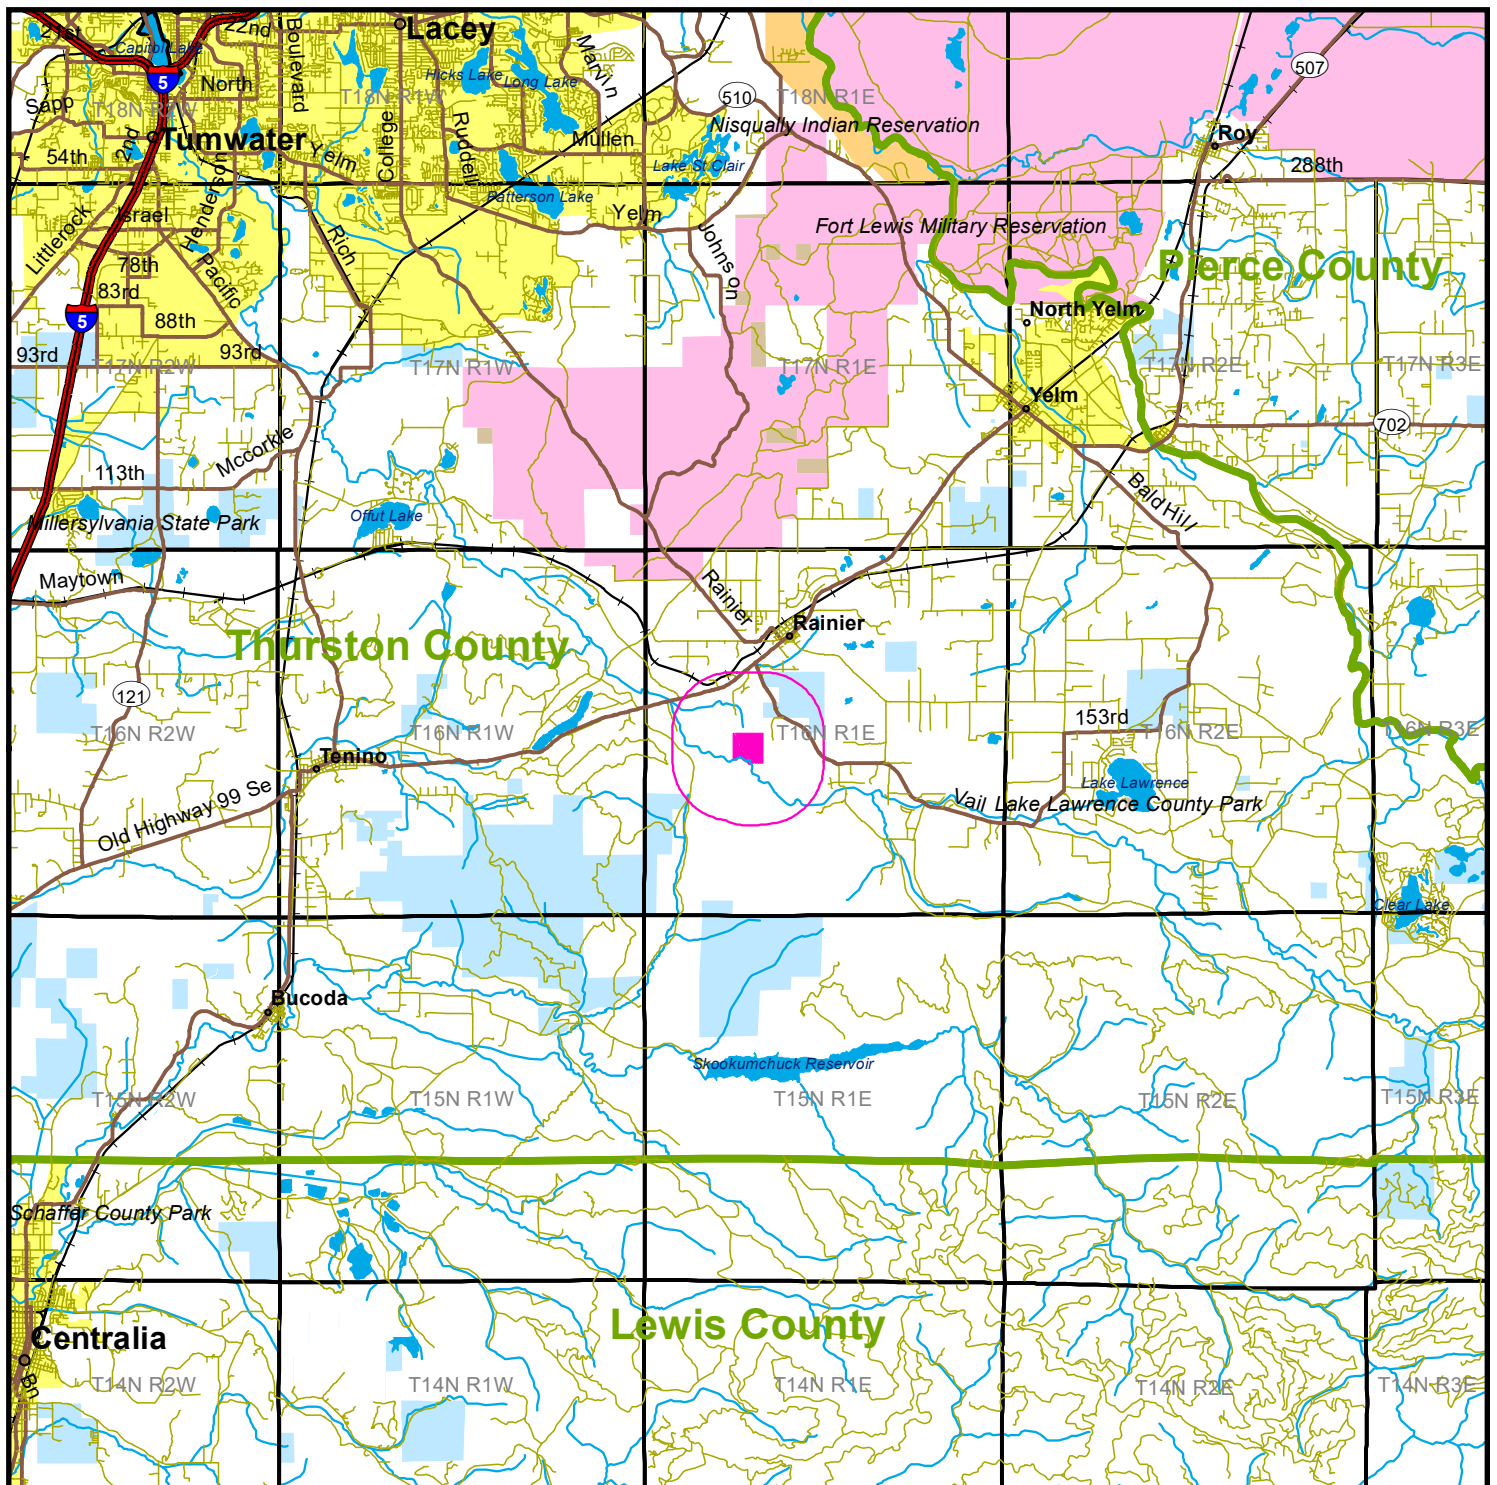 21st
22nd
Boulevard
Lacey
Marvin
Capitol Lake
5
North
Hicks Lake
Long Lake
507
Sapp
T18N R2W
T18N R1W
510
T18N R1E
Nisqually Indian Reservation
Roy
2nd
Tumwater
Yelm
College
Ruddell
Mullen
54th
Henderson
Lake St Clair
288th
Patterson Lake
Israel
Yelm
Littlerock
Rich
Johnson
Fort Lewis Military Reservation
78th
Pacific
Pierce County
83rd
5
88th
North Yelm
93rd
93rd
T17N R2W
T17N R1W
T17N R1E
T17N R2E
T17N R3E
Yelm
702
Mccorkle
113th
Bald Hill
Millersylvania State Park
Offut Lake
Maytown
Rainier
Rainier
Thurston County
121
153rd
T16N R2W
T16N R1W
T16N R1E
T16N R2E
T16N R3E
Tenino
Lake Lawrence
Old Highway 99 Se
Vail
Lake Lawrence County Park
Clear Lake
Bucoda
Skookumchuck Reservoir
T15N R2W
T15N R1W
T15N R1E
T15N R2E
T15N R3E
Schaffer County Park
Lewis County
Centralia
Bn
T14N R2W
T14N R1W
T14N R1E
T14N R2E
T14N R3E